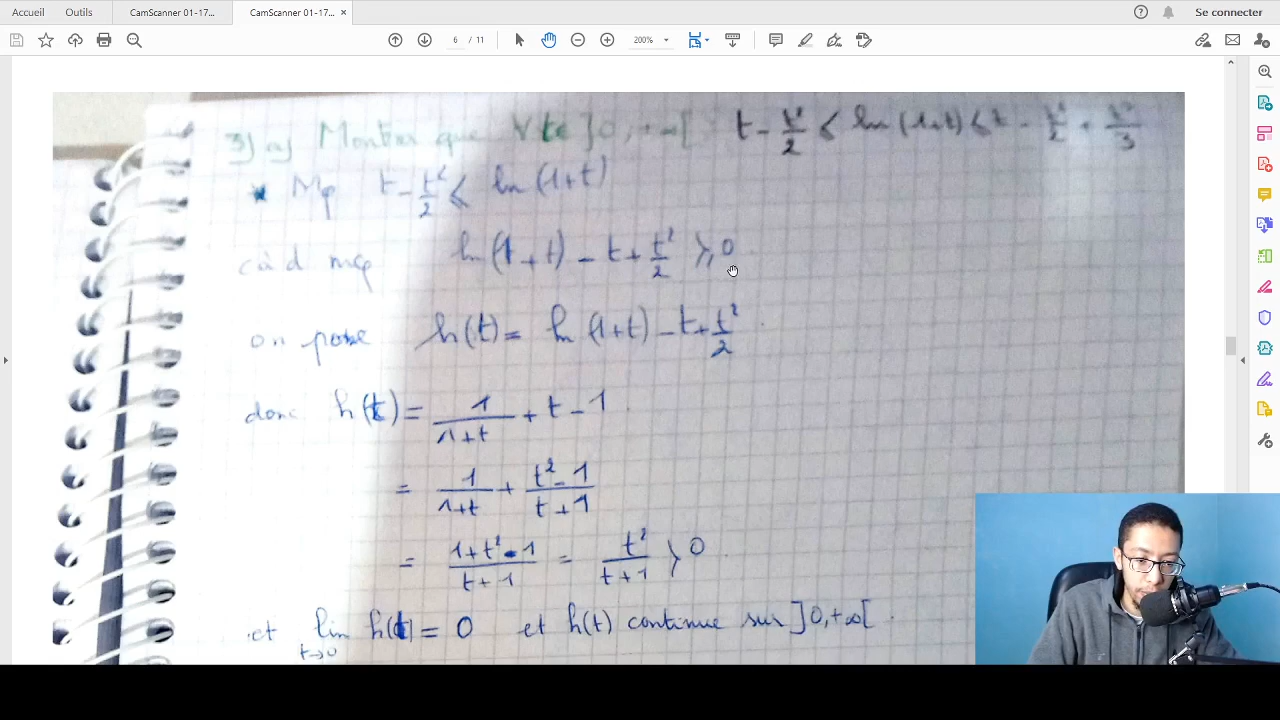 Accueil Outils CamScanner 01-17... CamScanner 01-17... × Se connecter
6 / 11 200%
3) a) Montrer que ∀t∈]0,+∞[ t - t²/2 ≤ ln(1+t) ≤ t - t²/2 + t³/3
* Mq t - t²/2 ≤ ln(1+t)
càd mq ln(1+t) - t + t²/2 ≥ 0
on pose h(t) = ln(1+t) - t + t²/2
donc h(t) = 1/(1+t) + t - 1
= 1/(1+t) + (t²-1)/(t+1)
= (1+t²-1)/(t+1) = t²/(t+1) > 0
et lim t→0 h(t) = 0 et h(t) continue sur ]0,+∞[.